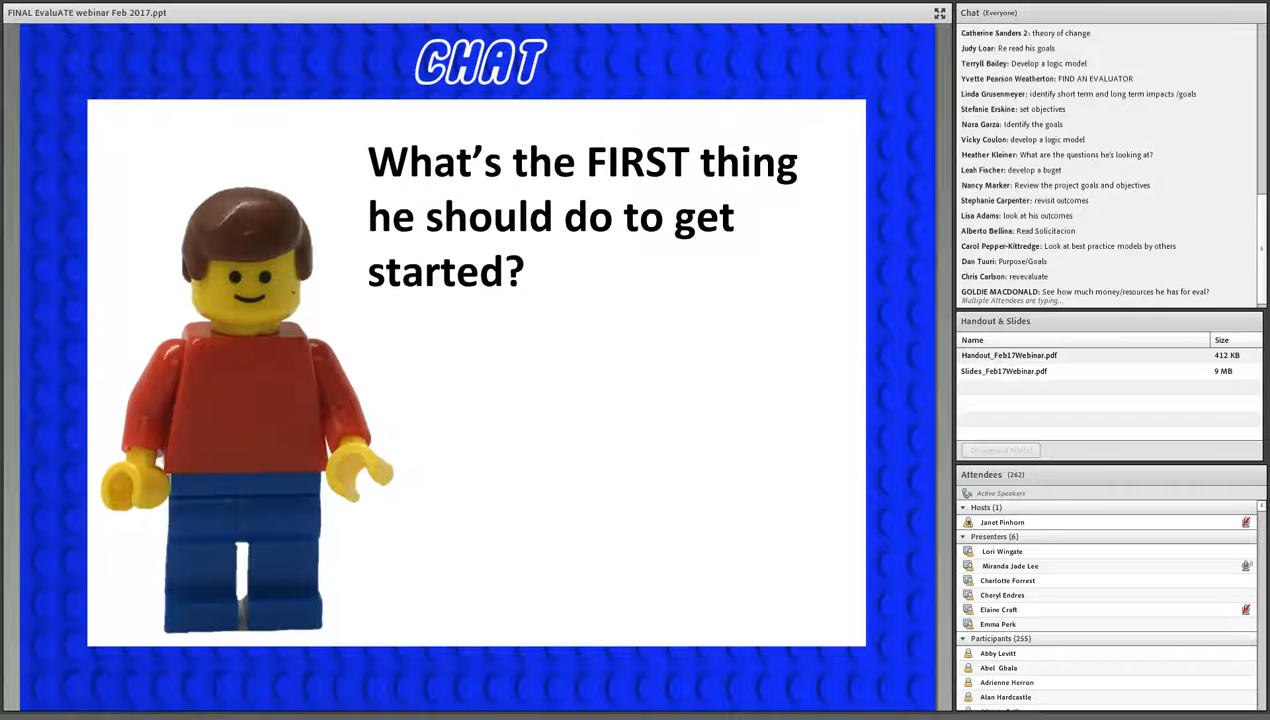 FINAL EvaluATE webinar Feb 2017.ppt
CHAT
What's the FIRST thing
he should do to get
started?
Chat (Everyone)
Catherine Sanders 2: theory of change
Judy Loar: Re read his goals
Terryll Bailey: Develop a logic model
Yvette Pearson Weatherton: FIND AN EVALUATOR
Linda Grusenmeyer: identify short term and long term impacts /goals
Stefanie Erskine: set objectives
Nora Garza: Identify the goals
Vicky Coulon: develop a logic model
Heather Kleiner: What are the questions he's looking at?
Leah Fischer: develop a buget
Nancy Marker: Review the project goals and objectives
Stephanie Carpenter: revisit outcomes
Lisa Adams: look at his outcomes
Alberto Bellina: Read Solicitacion
Carol Pepper-Kittredge: Look at best practice models by others
Dan Tuuri: Purpose/Goals
Chris Carlson: revevaluate
GOLDIE MACDONALD: See how much money/resources he has for eval?
Multiple Attendees are typing...
Handout & Slides
Name Size
Handout_Feb17Webinar.pdf 412 KB
Slides_Feb17Webinar.pdf 9 MB
Download File(s)
Attendees (262)
Active Speakers
Hosts (1)
Janet Pinhorn
Presenters (6)
Lori Wingate
Miranda Jade Lee
Charlotte Forrest
Cheryl Endres
Elaine Craft
Emma Perk
Participants (255)
Abby Levitt
Abel Gbala
Adrienne Herron
Alan Hardcastle